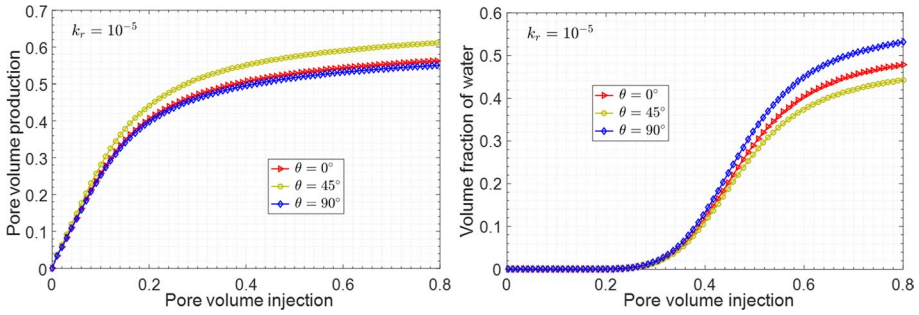 k_r = 10^-5
Pore volume production
0.7
0.6
0.5
0.4
0.3
0.2
0.1
0
θ = 0°
θ = 45°
θ = 90°
0 0.2 0.4 0.6 0.8
Pore volume injection
k_r = 10^-5
Volume fraction of water
0.6
0.5
0.4
0.3
0.2
0.1
0
θ = 0°
θ = 45°
θ = 90°
0 0.2 0.4 0.6 0.8
Pore volume injection